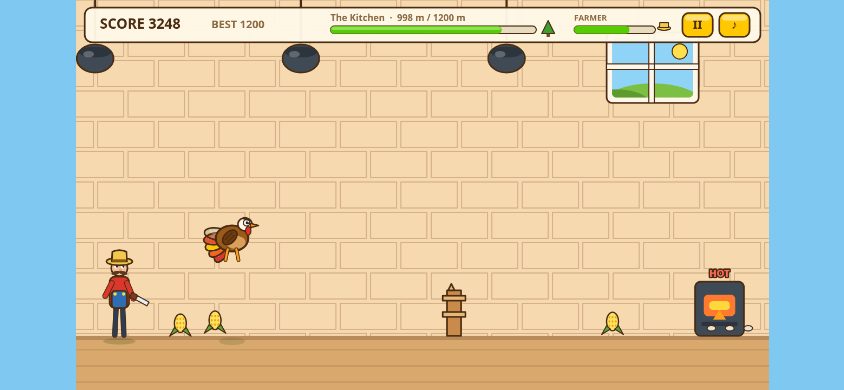 SCORE 3248
BEST 1200
The Kitchen · 998 m / 1200 m
FARMER
HOT